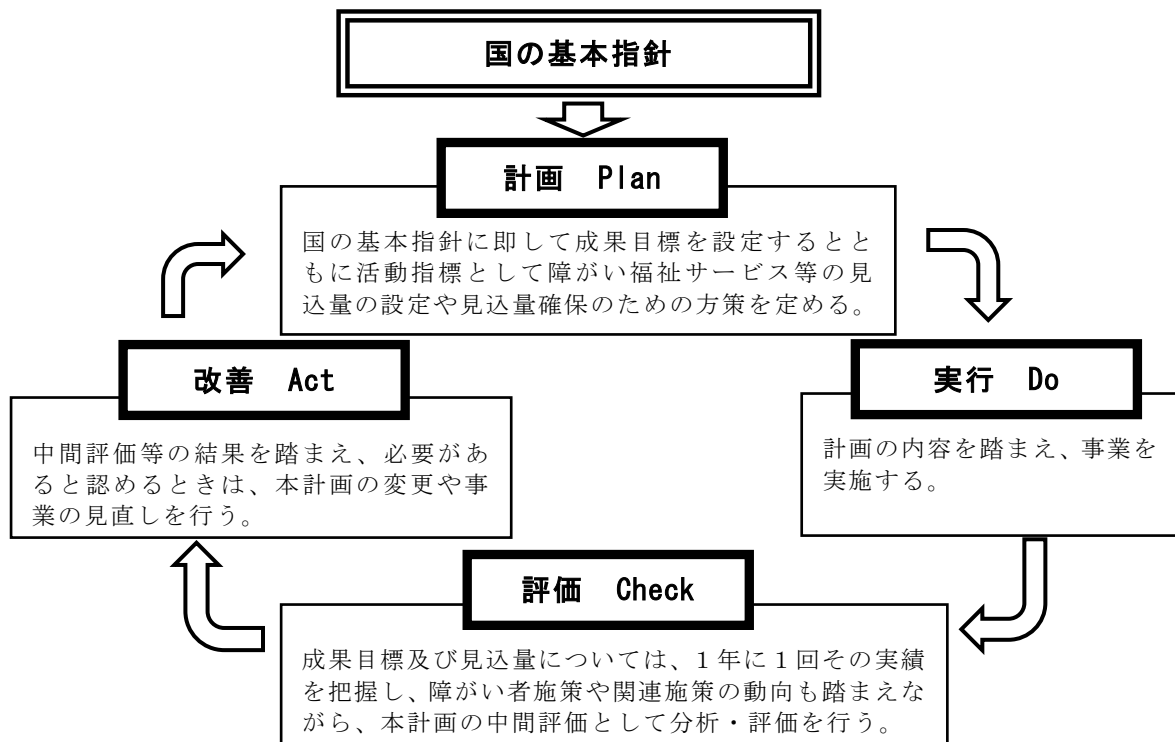 国の基本指針
計画　Plan
国の基本指針に即して成果目標を設定するとと
もに活動指標として障がい福祉サービス等の見
込量の設定や見込量確保のための方策を定める。
改善　Act
中間評価等の結果を踏まえ、必要があ
ると認めるときは、本計画の変更や事
業の見直しを行う。
実行　Do
計画の内容を踏まえ、事業を
実施する。
評価　Check
成果目標及び見込量については、１年に１回その実績
を把握し、障がい者施策や関連施策の動向も踏まえな
がら、本計画の中間評価として分析・評価を行う。